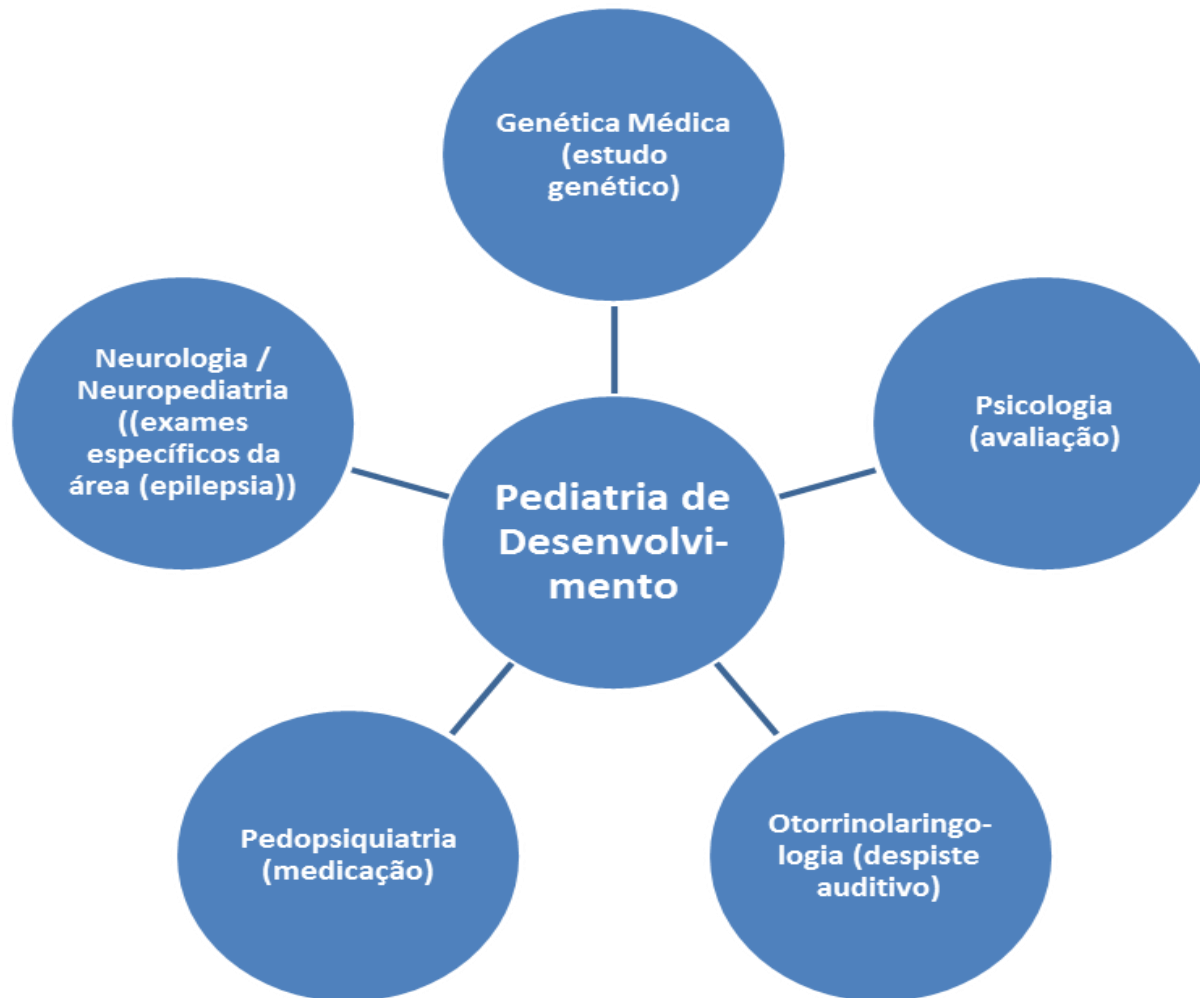 Genética Médica
(estudo
genético)
Neurologia /
Neuropediatria
((exames
específicos da
área (epilepsia))
Psicologia
(avaliação)
Pediatria de
Desenvolvi-
mento
Pedopsiquiatria
(medicação)
Otorrinolaringo-
logia (despiste
auditivo)